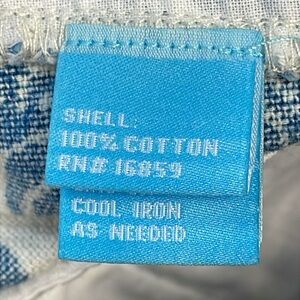 SHELL:
100% COTTON
RN# 16859
COOL IRON
AS NEEDED